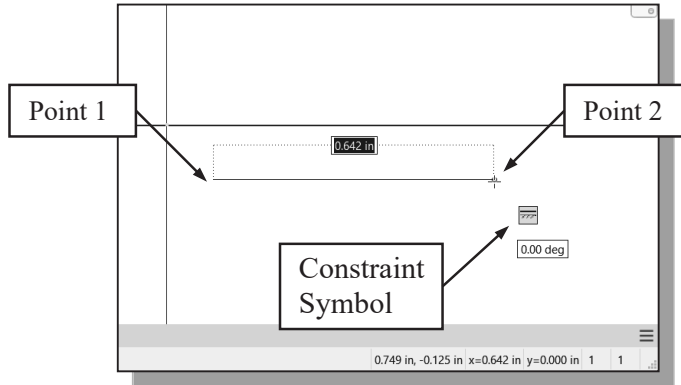 Point 1
Point 2
0.642 in
Constraint
Symbol
0.00 deg
0.749 in, -0.125 in x=0.642 in y=0.000 in 1 1